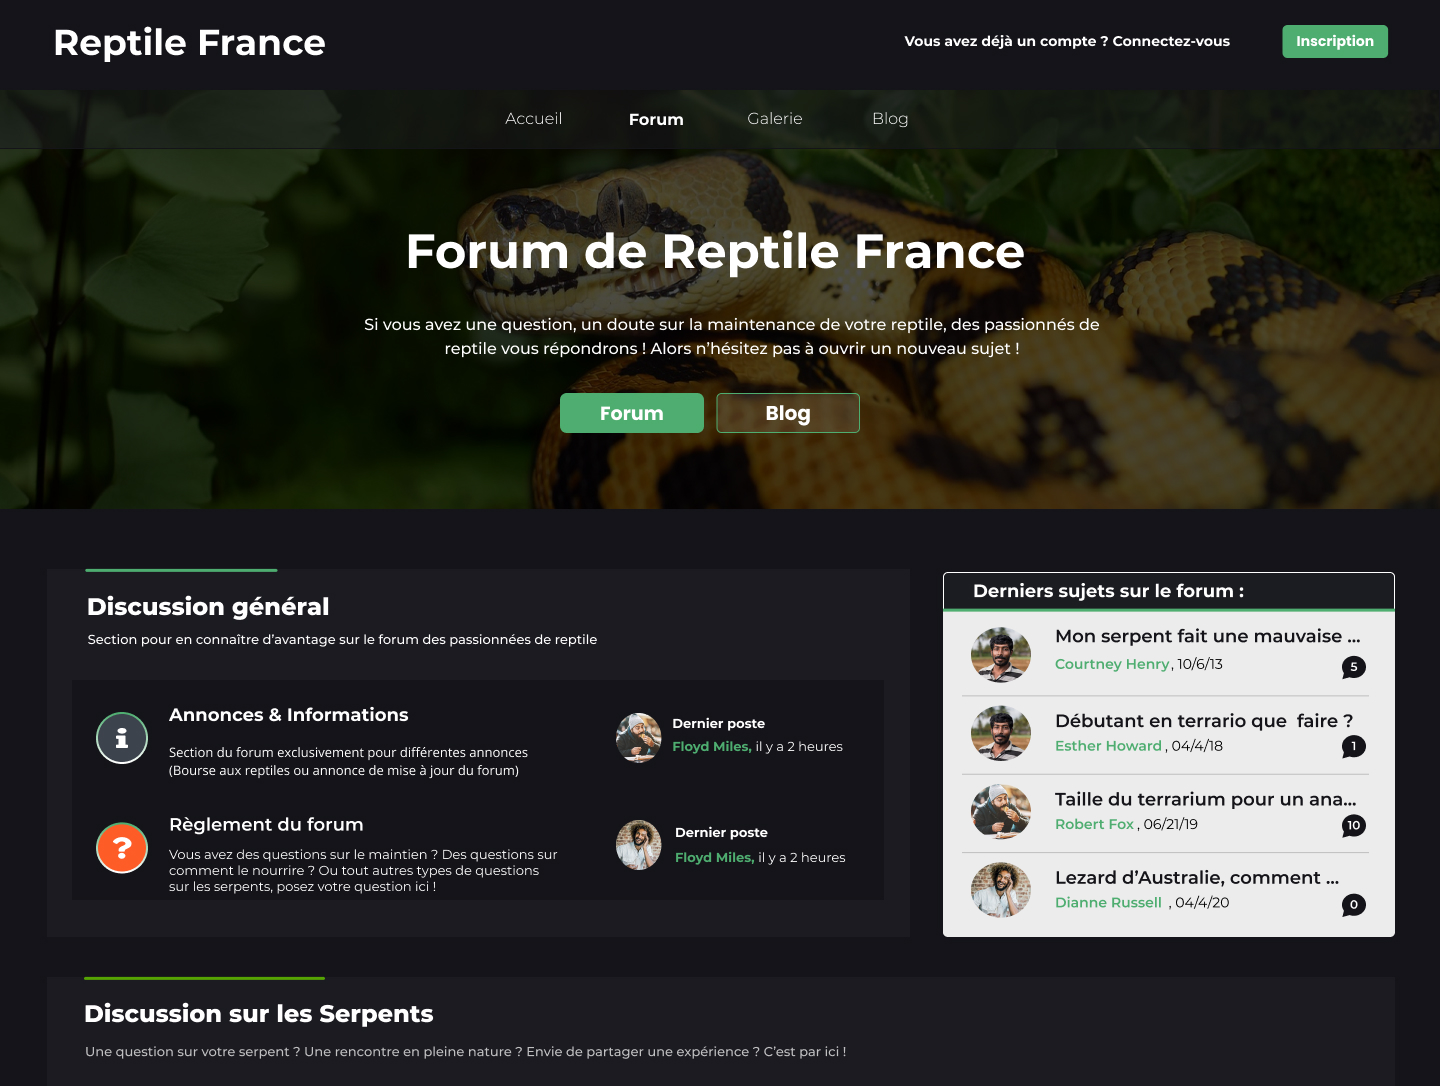 Reptile France
Vous avez déjà un compte ? Connectez-vous
Inscription
Accueil
Forum
Galerie
Blog
Forum de Reptile France
Si vous avez une question, un doute sur la maintenance de votre reptile, des passionnés de
reptile vous répondrons ! Alors n’hésitez pas à ouvrir un nouveau sujet !
Forum
Blog
Discussion général
Section pour en connaître d’avantage sur le forum des passionnées de reptile
Annonces & Informations
Section du forum exclusivement pour différentes annonces
(Bourse aux reptiles ou annonce de mise à jour du forum)
Dernier poste
Floyd Miles, il y a 2 heures
?
Règlement du forum
Vous avez des questions sur le maintien ? Des questions sur
comment le nourrire ? Ou tout autres types de questions
sur les serpents, posez votre question ici !
Dernier poste
Floyd Miles, il y a 2 heures
Derniers sujets sur le forum :
Mon serpent fait une mauvaise ...
Courtney Henry, 10/6/13
5
Débutant en terrario que  faire ?
Esther Howard , 04/4/18
1
Taille du terrarium pour un ana...
Robert Fox , 06/21/19
10
Lezard d’Australie, comment ...
Dianne Russell , 04/4/20
0
Discussion sur les Serpents
Une question sur votre serpent ? Une rencontre en pleine nature ? Envie de partager une expérience ? C’est par ici !